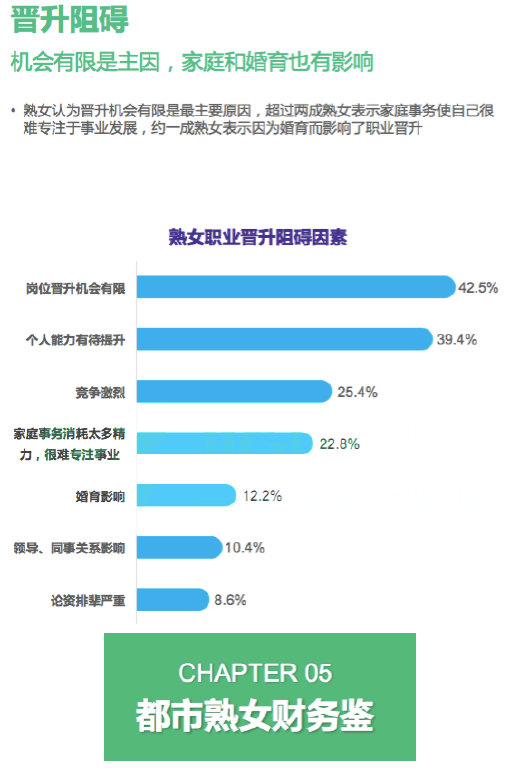 晋升阻碍
机会有限是主因，家庭和婚育也有影响
• 熟女认为晋升机会有限是最主要原因，超过两成熟女表示家庭事务使自己很
难专注于事业发展，约一成熟女表示因为婚育而影响了职业晋升
熟女职业晋升阻碍因素
岗位晋升机会有限 42.5%
个人能力有待提升 39.4%
竞争激烈 25.4%
家庭事务消耗太多精
力，很难专注事业 22.8%
婚育影响 12.2%
领导、同事关系影响 10.4%
论资排辈严重 8.6%
CHAPTER 05
都市熟女财务鉴